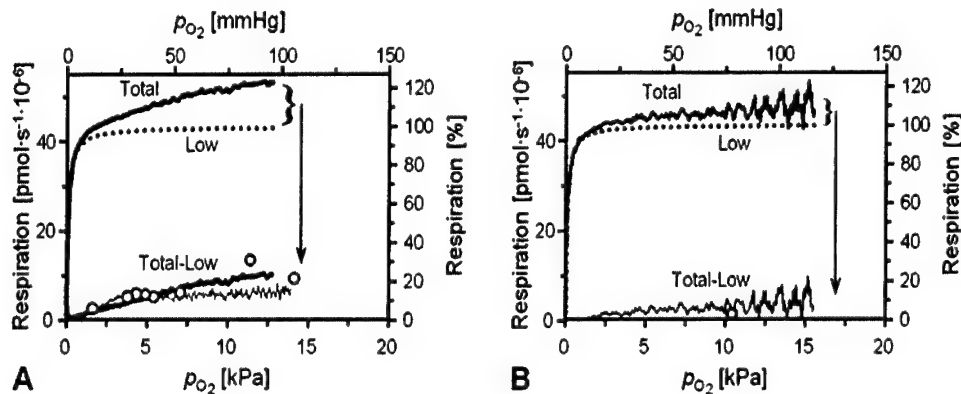 pO2 [mmHg]
0 50 100 150
Respiration [pmol·s-1·10-6]
40
20
0
Total
Low
Total-Low
120
100
80
60
40
20
0
Respiration [%]
0 5 10 15 20
A
pO2 [kPa]
pO2 [mmHg]
0 50 100 150
Respiration [pmol·s-1·10-6]
40
20
0
Total
Low
Total-Low
120
100
80
60
40
20
0
Respiration [%]
0 5 10 15 20
B
pO2 [kPa]